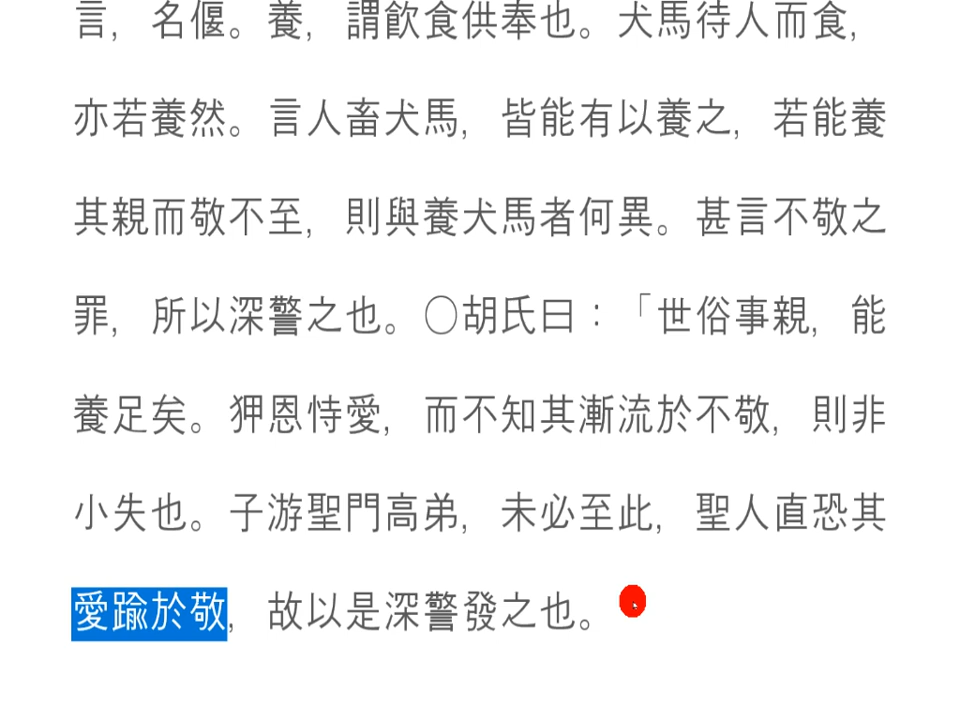 言，名偃。養，謂飲食供奉也。犬馬待人而食，
亦若養然。言人畜犬馬，皆能有以養之，若能養
其親而敬不至，則與養犬馬者何異。甚言不敬之
罪，所以深警之也。〇胡氏曰：「世俗事親，能
養足矣。狎恩恃愛，而不知其漸流於不敬，則非
小失也。子游聖門高弟，未必至此，聖人直恐其
愛踰於敬，故以是深警發之也。